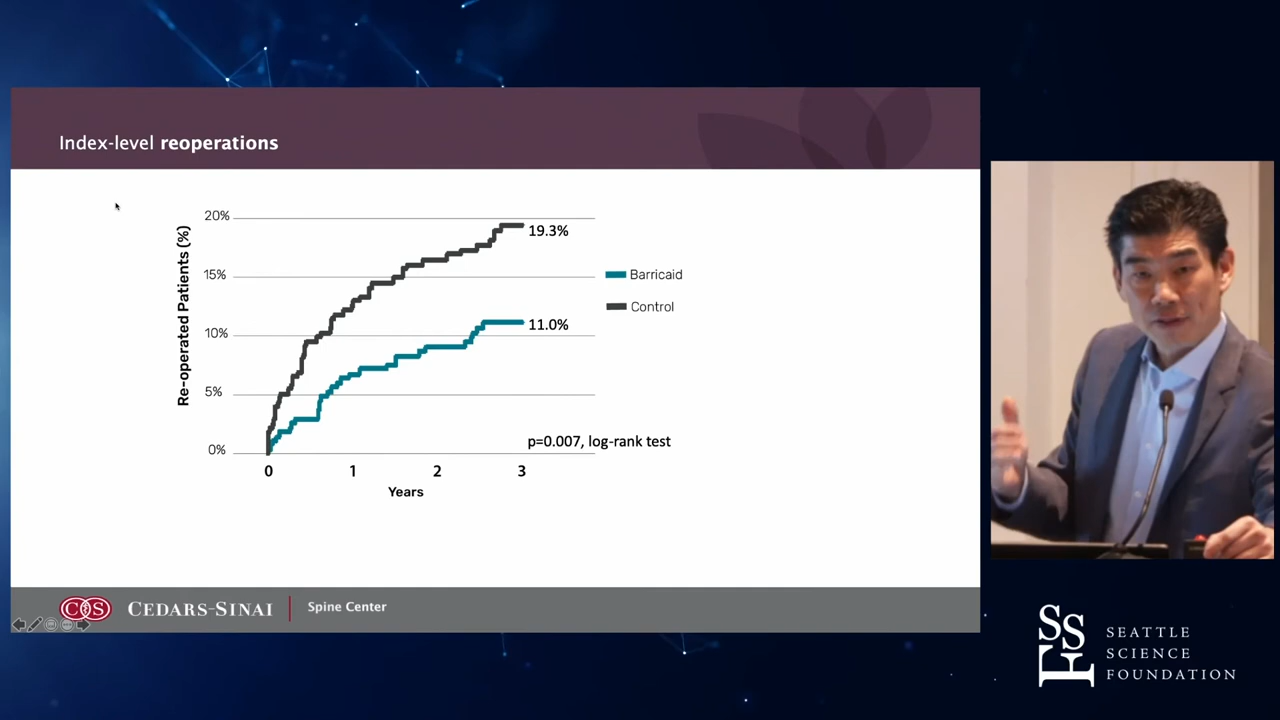 Index-level reoperations
Re-operated Patients (%)
20%
15%
10%
5%
0%
19.3%
11.0%
Barricaid
Control
p=0.007, log-rank test
0 1 2 3
Years
CEDARS-SINAI
Spine Center
SSF
SEATTLE
SCIENCE
FOUNDATION